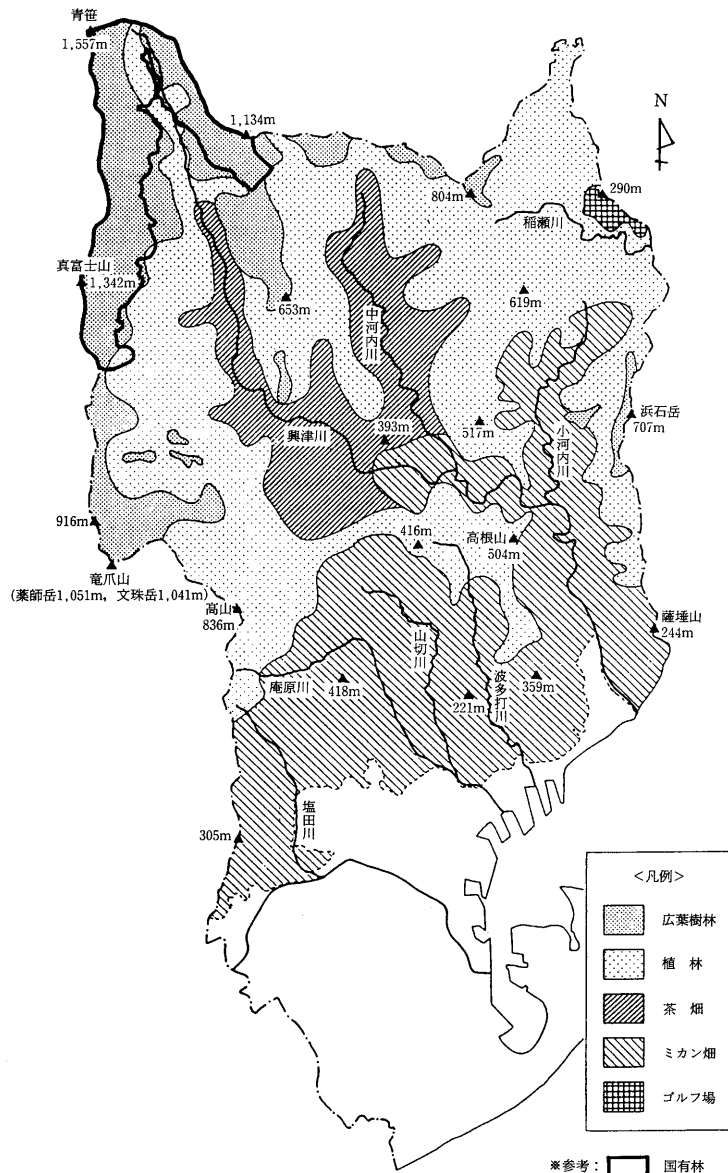 青笹
1,557m
N
1,134m
804m
290m
稲瀬川
真富士山
1,342m
653m
中河内川
619m
小河内川
浜石岳
707m
興津川
393m
517m
916m
416m
高根山
504m
竜爪山
(薬師岳1,051m, 文珠岳1,041m)
高山
836m
薩埵山
244m
山切川
庵原川
418m
波多打川
221m
359m
塩田川
305m
<凡例>
広葉樹林
植 林
茶 畑
ミカン畑
ゴルフ場
※参考:
国有林